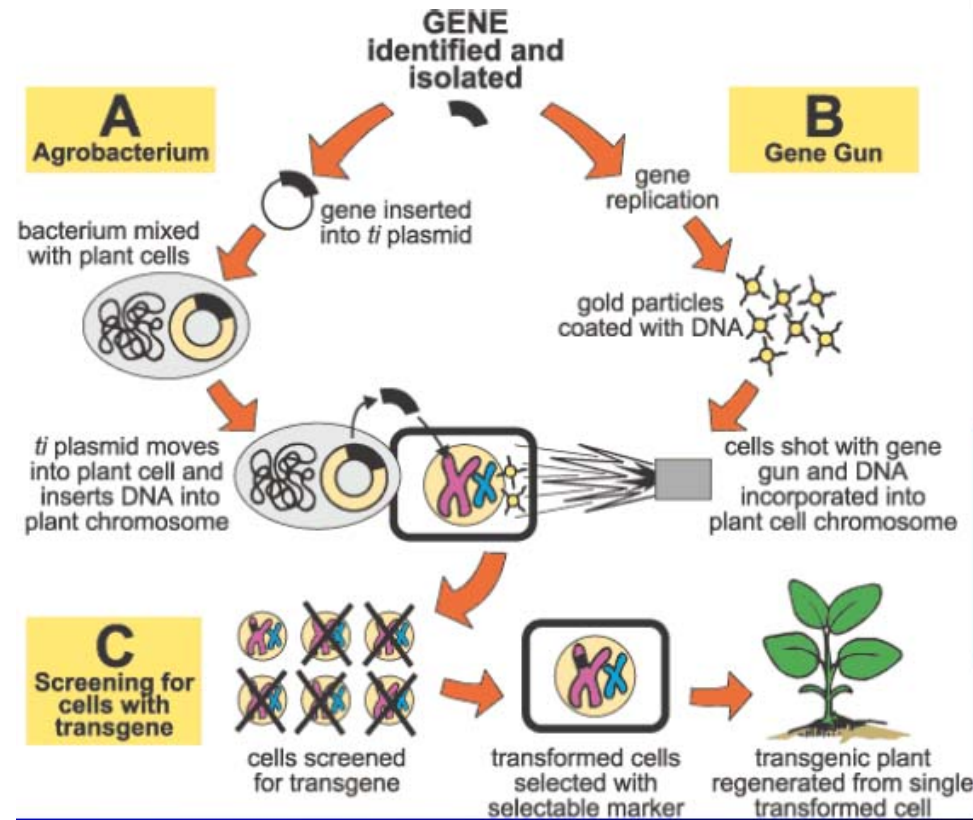 GENE
identified and
isolated
A
Agrobacterium
B
Gene Gun
gene inserted
into ti plasmid
gene
replication
bacterium mixed
with plant cells
gold particles
coated with DNA
ti plasmid moves
into plant cell and
inserts DNA into
plant chromosome
cells shot with gene
gun and DNA
incorporated into
plant cell chromosome
C
Screening for
cells with
transgene
cells screened
for transgene
transformed cells
selected with
selectable marker
transgenic plant
regenerated from single
transformed cell